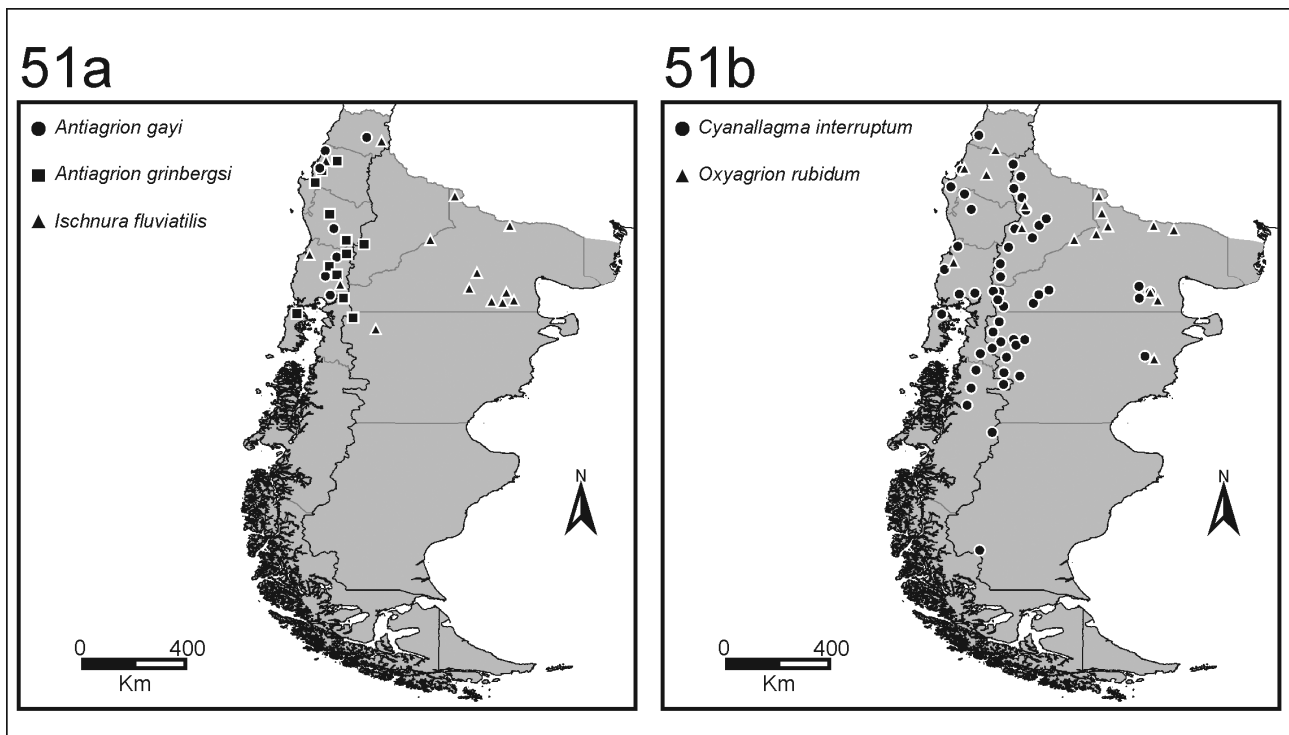 51a
Antiagrion gayi
Antiagrion grinbergsi
Ischnura fluviatilis
N
0 400
Km
51b
Cyanallagma interruptum
Oxyagrion rubidum
N
0 400
Km